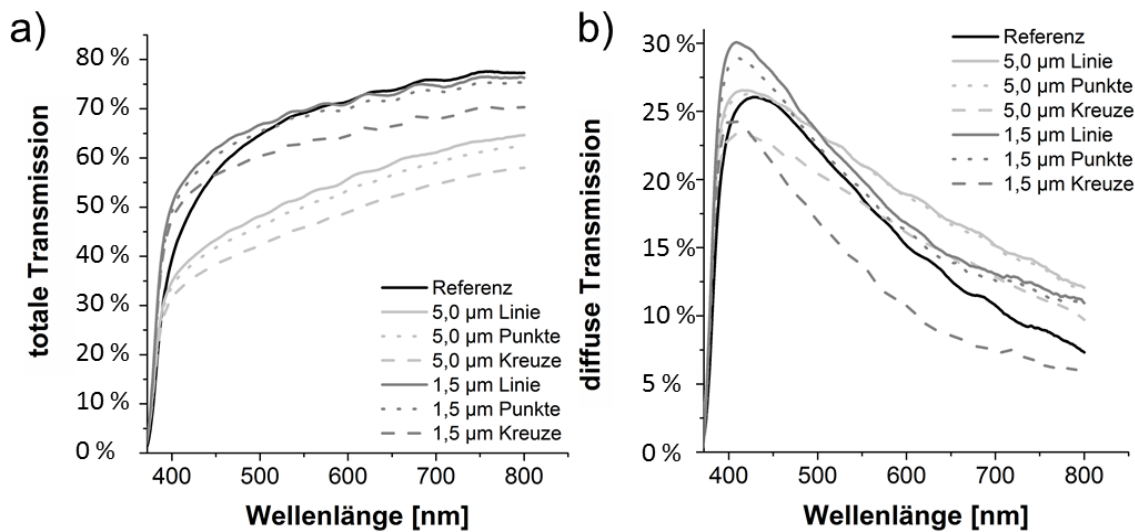 a)
totale Transmission
80 %
70 %
60 %
50 %
40 %
30 %
20 %
10 %
0 %
400 500 600 700 800
Wellenlänge [nm]
Referenz
5,0 µm Linie
5,0 µm Punkte
5,0 µm Kreuze
1,5 µm Linie
1,5 µm Punkte
1,5 µm Kreuze
b)
diffuse Transmission
30 %
25 %
20 %
15 %
10 %
5 %
0 %
400 500 600 700 800
Wellenlänge [nm]
Referenz
5,0 µm Linie
5,0 µm Punkte
5,0 µm Kreuze
1,5 µm Linie
1,5 µm Punkte
1,5 µm Kreuze